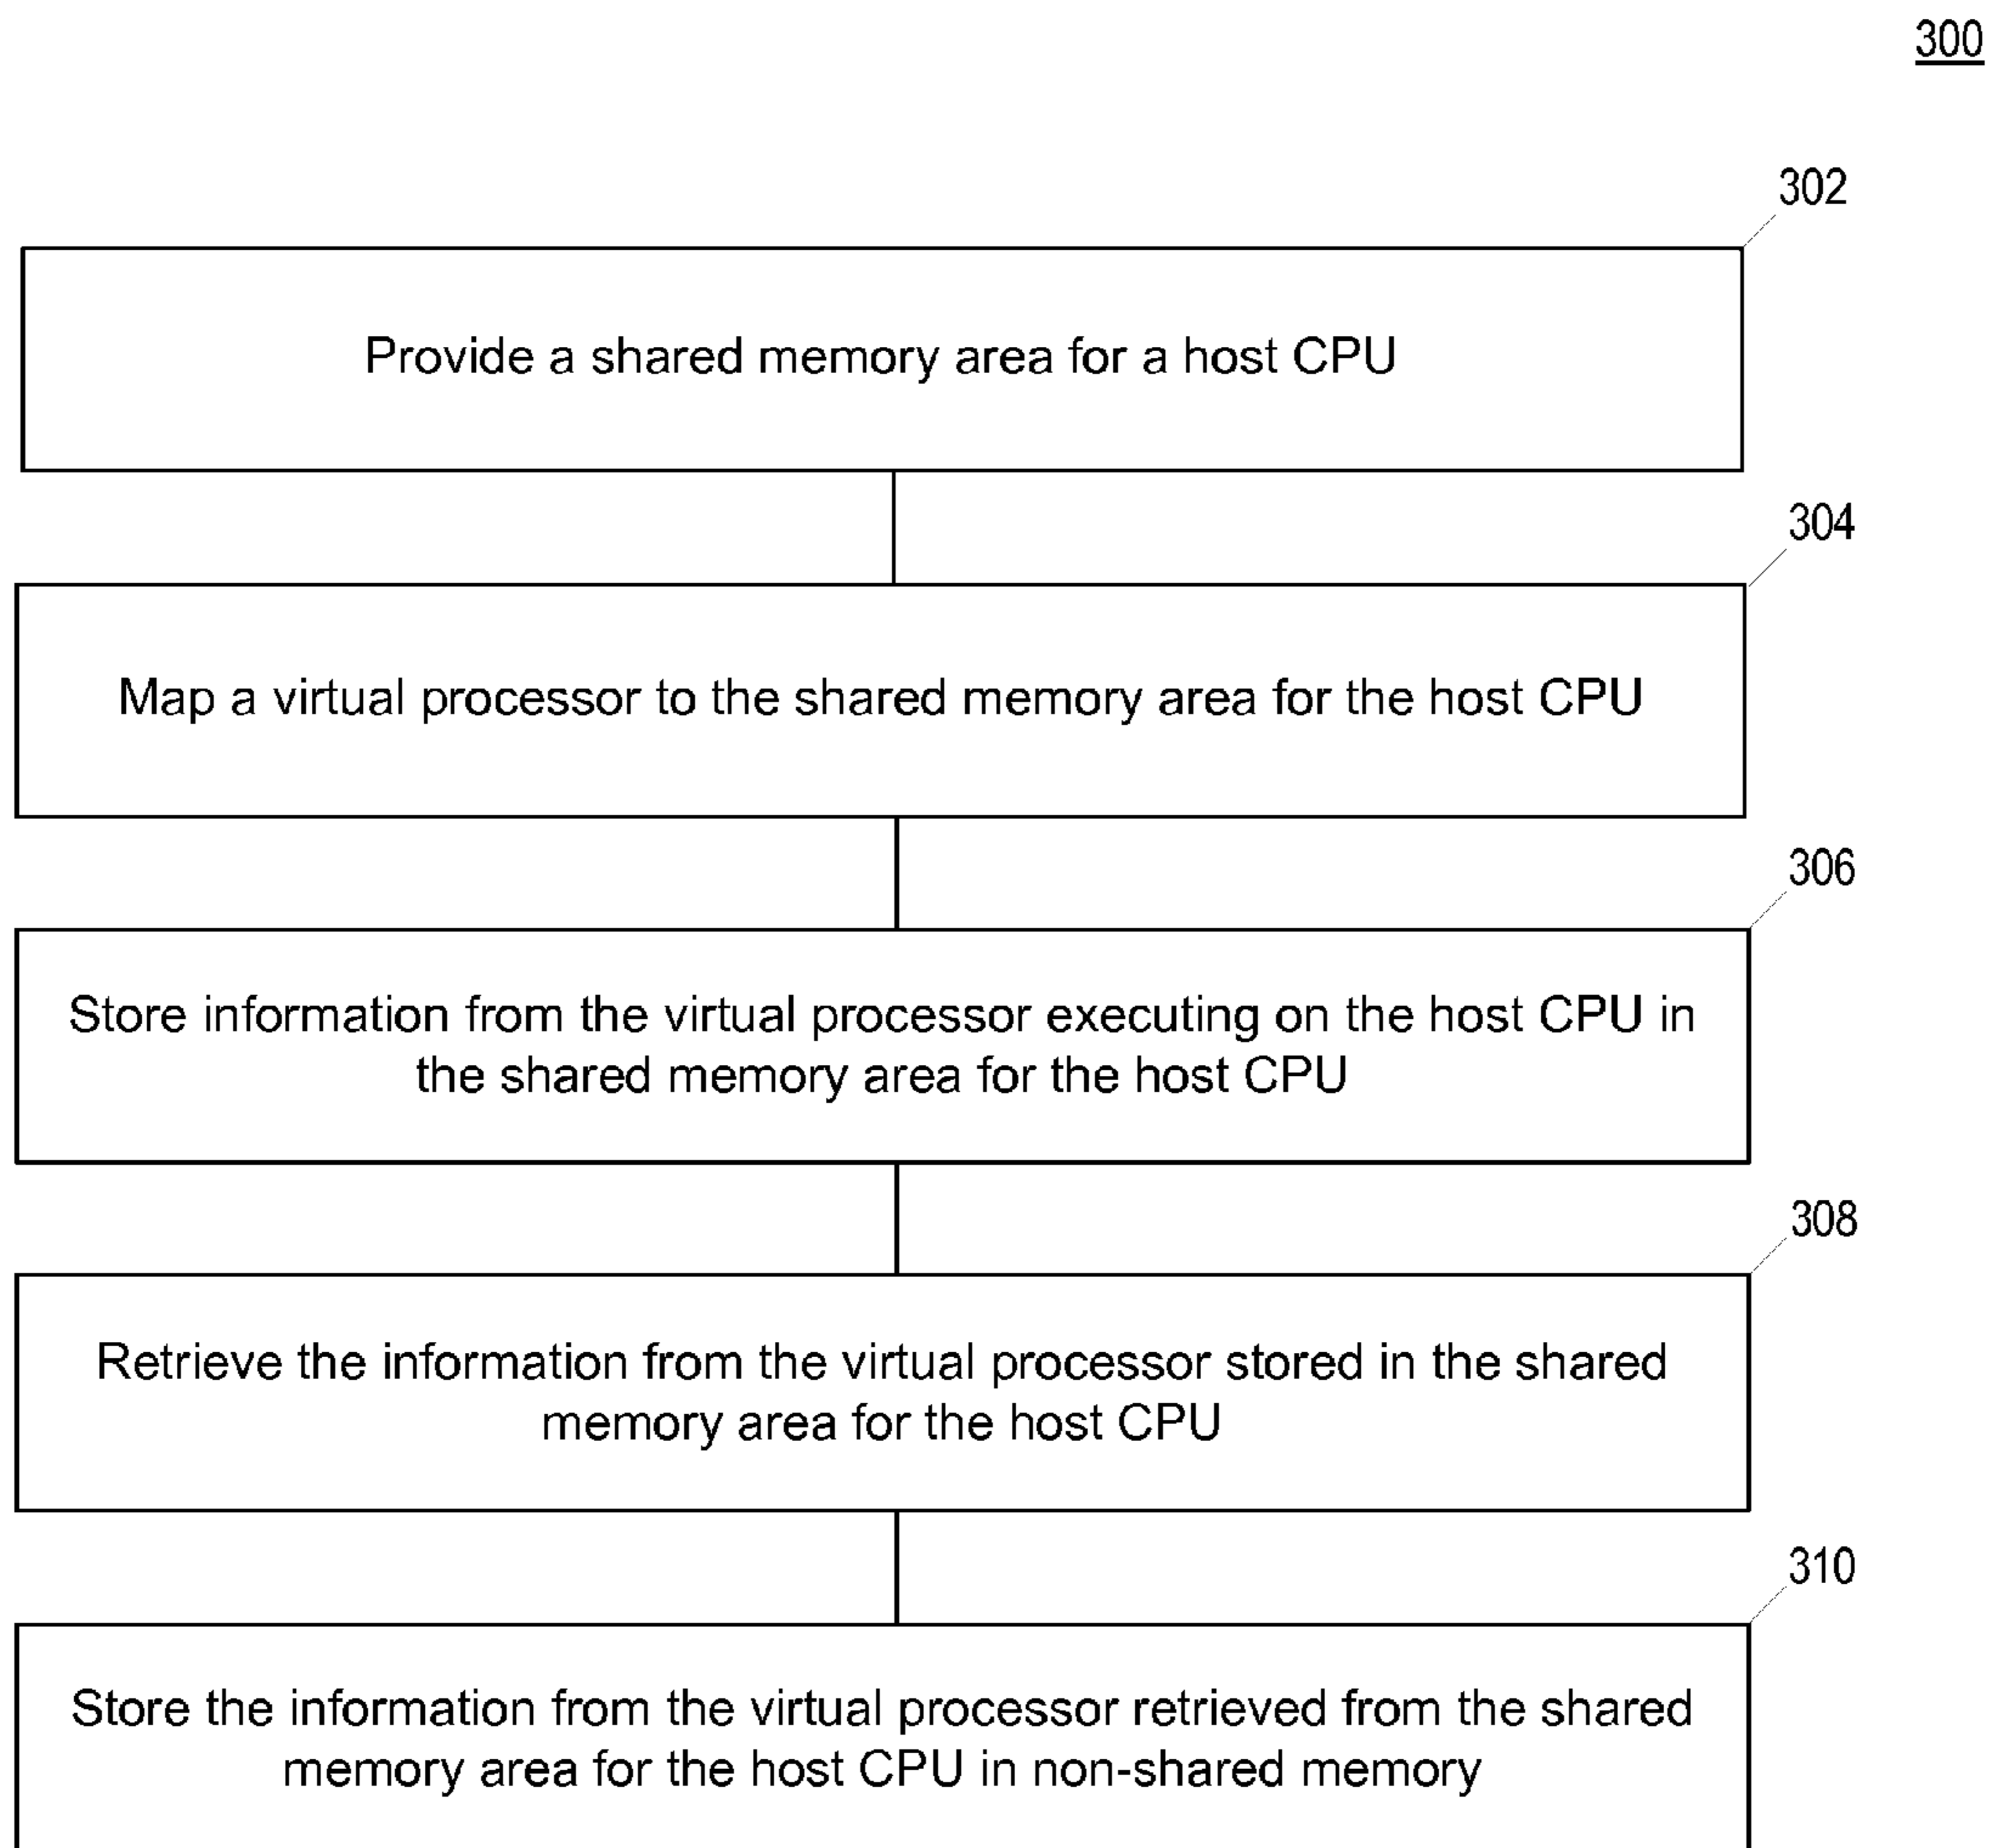 300
302
Provide a shared memory area for a host CPU
304
Map a virtual processor to the shared memory area for the host CPU
306
Store information from the virtual processor executing on the host CPU in
the shared memory area for the host CPU
308
Retrieve the information from the virtual processor stored in the shared
memory area for the host CPU
310
Store the information from the virtual processor retrieved from the shared
memory area for the host CPU in non-shared memory